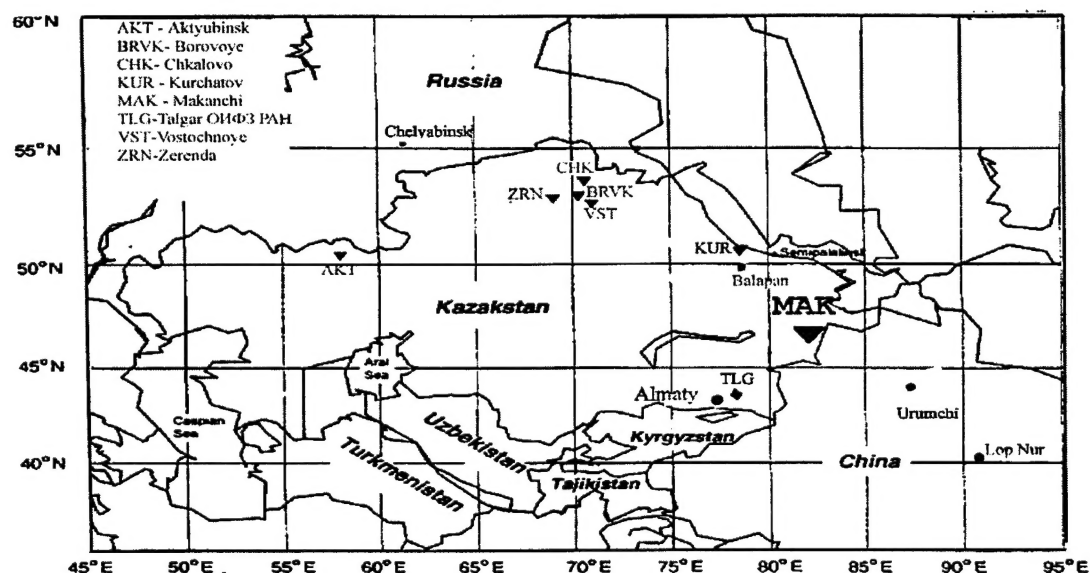 60°N
AKT - Aktyubinsk
BRVK- Borovoye
CHK- Chkalovo
KUR - Kurchatov
MAK - Makanchi
TLG-Talgar ОИФЗ РАН
VST-Vostochnoye
ZRN-Zerenda
Russia
Chelyabinsk
55°N
CHK
ZRN
BRVK
VST
KUR
Semipalatinsk
AKT
50°N
Balapan
Kazakstan
MAK
45°N
Aral
Sea
TLG
Almaty
Urumchi
Caspian
Sea
Uzbekistan
Kyrgyzstan
Turkmenistan
Lop Nur
40°N
China
Tajikistan
45°E 50°E 55°E 60°E 65°E 70°E 75°E 80°E 85°E 90°E 95°E